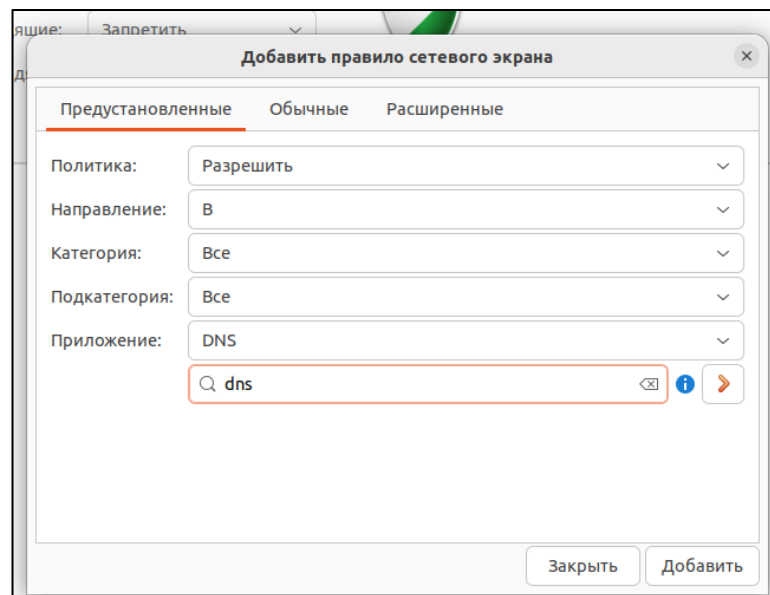 Запретить
Добавить правило сетевого экрана
Предустановленные Обычные Расширенные
Политика: Разрешить
Направление: В
Категория: Все
Подкатегория: Все
Приложение: DNS
dns
Закрыть Добавить